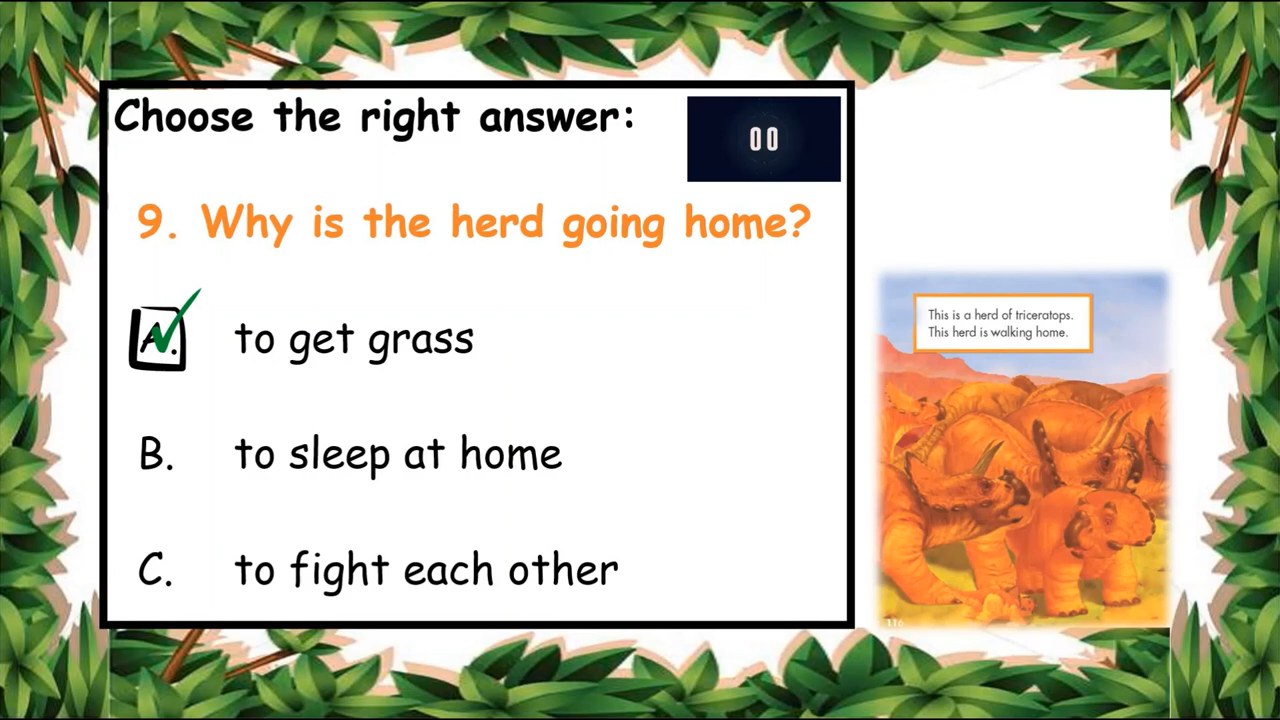 Choose the right answer:
00
9. Why is the herd going home?
A. to get grass
B. to sleep at home
C. to fight each other
This is a herd of triceratops.
This herd is walking home.
116